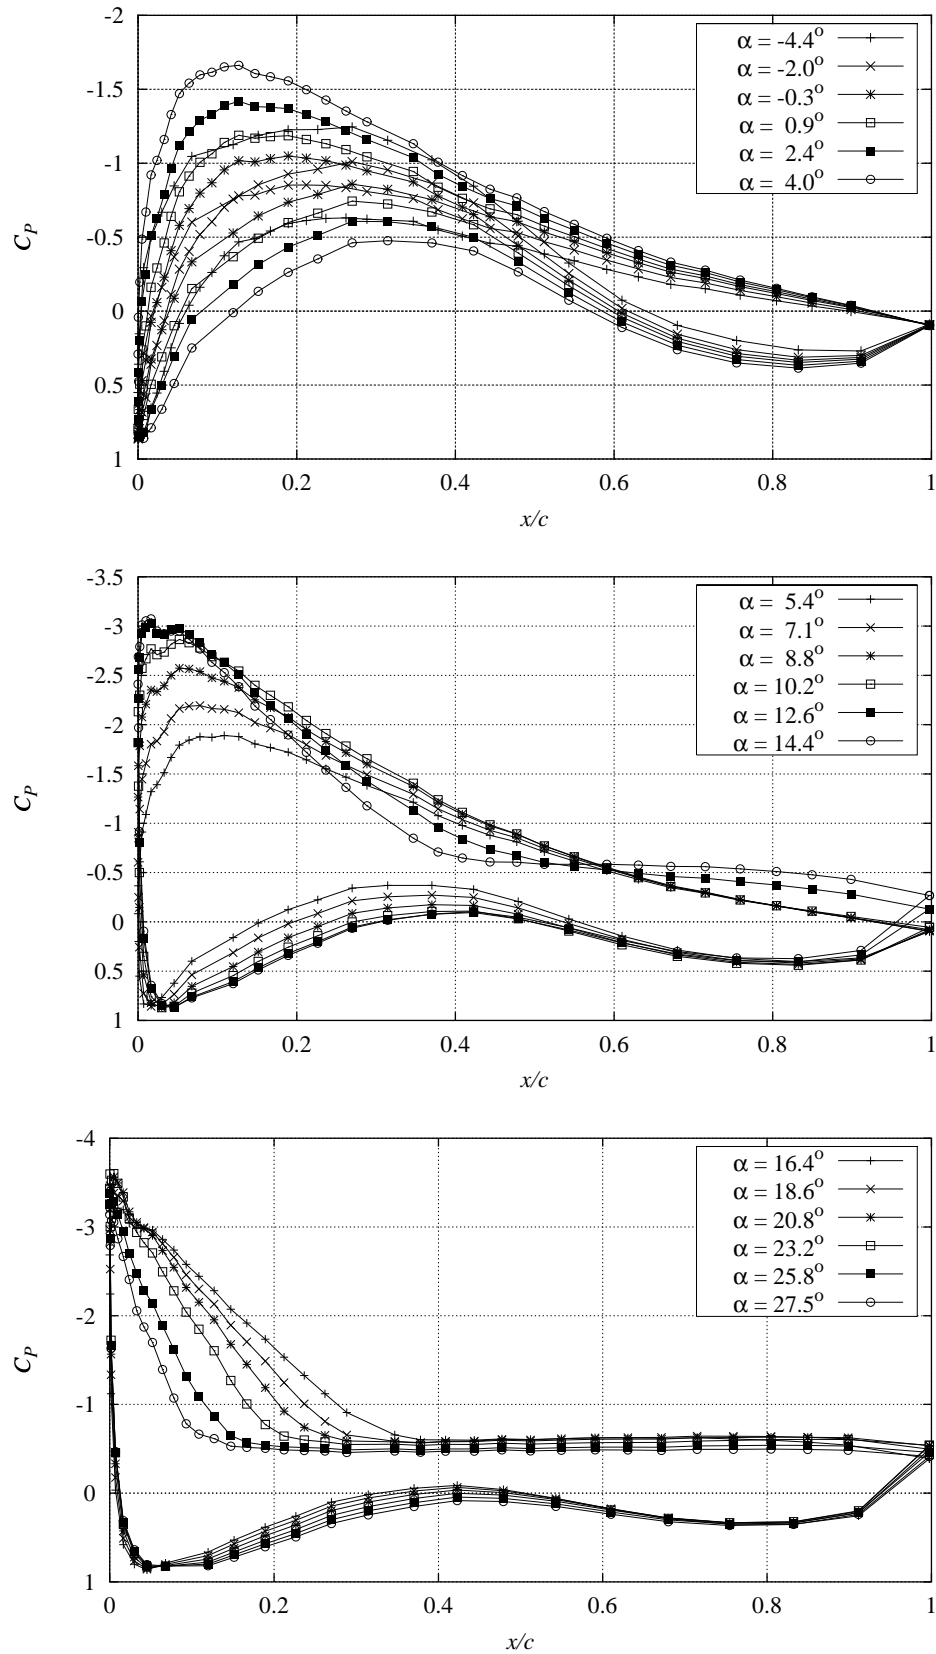 -2
-1.5
-1
-0.5
0
0.5
1
C_P
0 0.2 0.4 0.6 0.8 1
x/c
α = -4.4°
α = -2.0°
α = -0.3°
α = 0.9°
α = 2.4°
α = 4.0°
-3.5
-3
-2.5
-2
-1.5
-1
-0.5
0
0.5
1
C_P
0 0.2 0.4 0.6 0.8 1
x/c
α = 5.4°
α = 7.1°
α = 8.8°
α = 10.2°
α = 12.6°
α = 14.4°
-4
-3
-2
-1
0
1
C_P
0 0.2 0.4 0.6 0.8 1
x/c
α = 16.4°
α = 18.6°
α = 20.8°
α = 23.2°
α = 25.8°
α = 27.5°